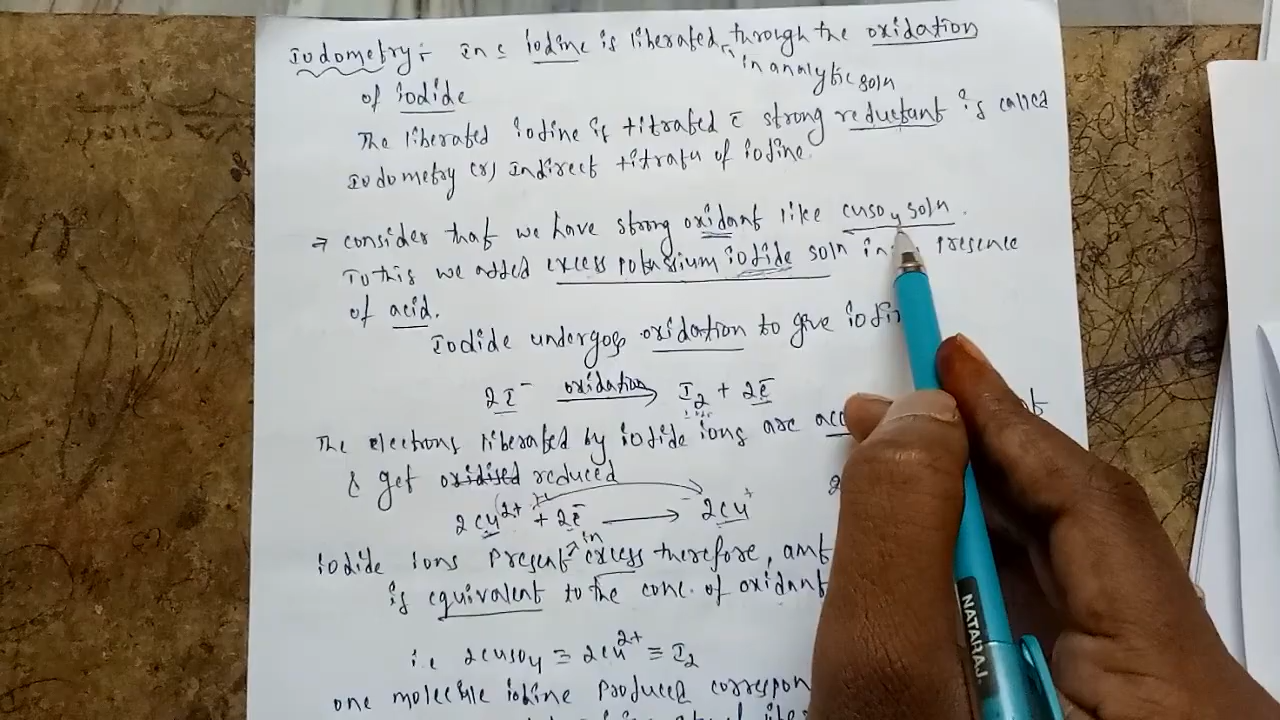 Iodometry :- In c iodine is liberated through the oxidation
in analytic soln
of iodide
The liberated iodine is titrated c̄ strong reductant is called
Iodometry (or) Indirect titratn of iodine.
→ consider that we have strong oxidant like cuso4 soln.
To this we added excess potassium iodide soln in presence
of acid.
Iodide undergoes oxidation to give
2I⁻ oxidation → I2 + 2e̅
The electrons liberated by iodide ions are
& get oxidised reduced
2cu²⁺ + 2e̅ → 2cu⁺
iodide ions present in excess therefore, amt
is equivalent to the conc. of oxidant
i.e 2cuso4 ≡ 2cu²⁺ ≡ I2
one molecule iodine produced
NATARAJ